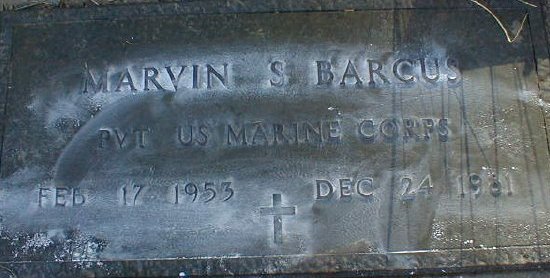 MARVIN S BARCUS
PVT US MARINE CORPS
FEB 17 1953 DEC 24 1981